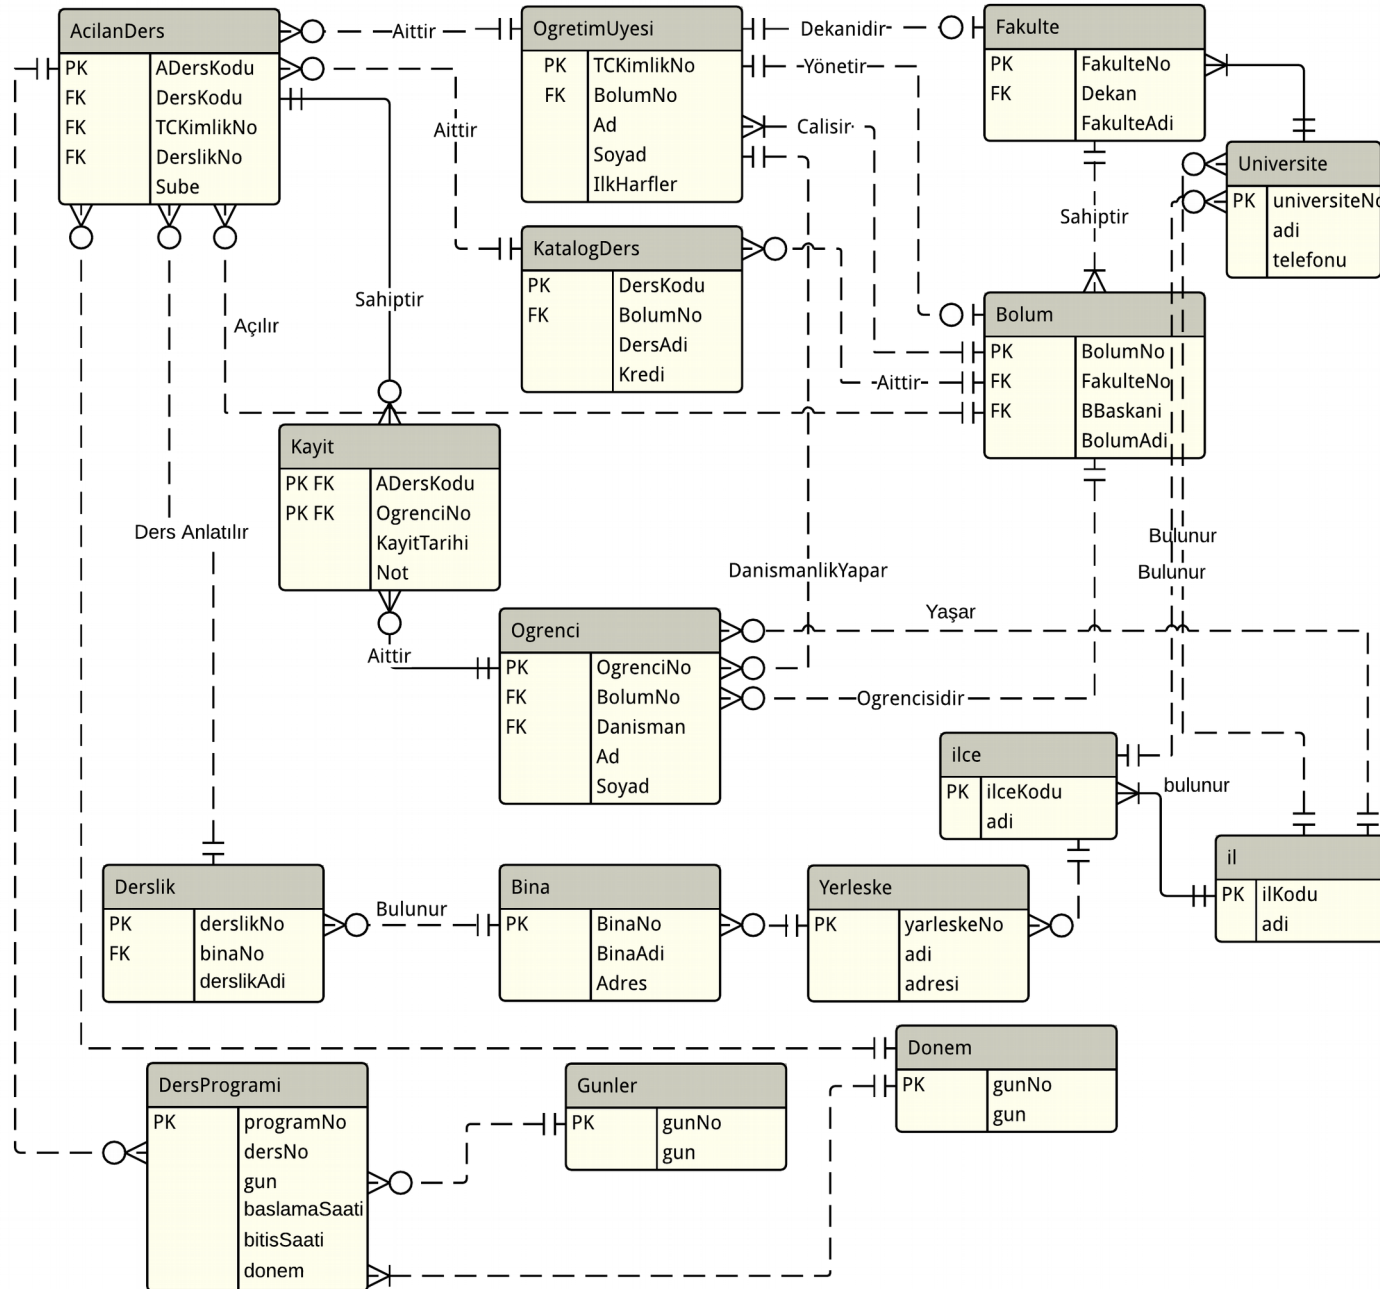 AcilanDers
PK ADersKodu
FK DersKodu
FK TCKimlikNo
FK DerslikNo
Sube
Aittir
OgretimUyesi
PK TCKimlikNo
FK BolumNo
Ad
Soyad
IlkHarfler
Dekanidir
Yönetir
Calisir
Fakulte
PK FakulteNo
FK Dekan
FakulteAdi
Universite
PK universiteNo
adi
telefonu
Aittir
Sahiptir
KatalogDers
PK DersKodu
FK BolumNo
DersAdi
Kredi
Bolum
PK BolumNo
FK FakulteNo
FK BBaskani
BolumAdi
Aittir
Sahiptir
Açılır
Kayit
PK FK ADersKodu
PK FK OgrenciNo
KayitTarihi
Not
Ders Anlatılır
Bulunur
Bulunur
DanismanlikYapar
Yaşar
Ogrenci
PK OgrenciNo
FK BolumNo
FK Danisman
Ad
Soyad
Aittir
Ogrencisidir
ilce
PK ilceKodu
adi
bulunur
il
PK ilKodu
adi
Derslik
PK derslikNo
FK binaNo
derslikAdi
Bulunur
Bina
PK BinaNo
BinaAdi
Adres
Yerleske
PK yarleskeNo
adi
adresi
Donem
PK gunNo
gun
DersProgrami
PK programNo
dersNo
gun
baslamaSaati
bitisSaati
donem
Gunler
PK gunNo
gun